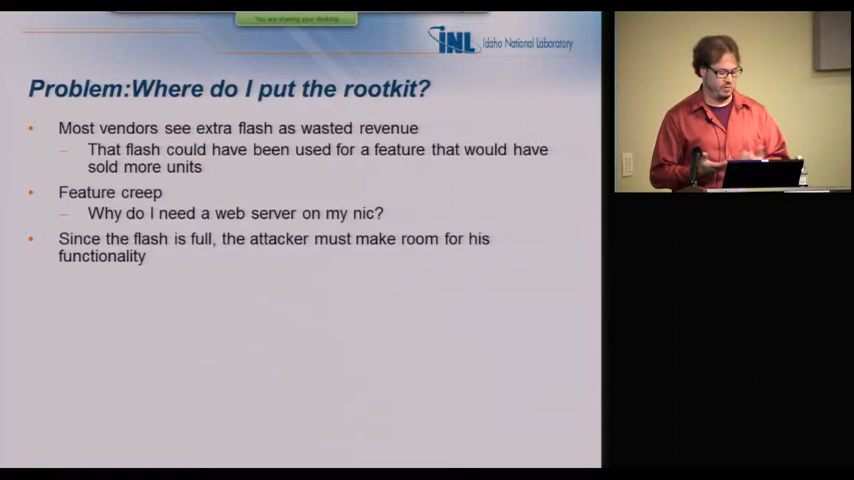 You are sharing your desktop
INL Idaho National Laboratory
Problem:Where do I put the rootkit?
• Most vendors see extra flash as wasted revenue
– That flash could have been used for a feature that would have
sold more units
• Feature creep
– Why do I need a web server on my nic?
• Since the flash is full, the attacker must make room for his
functionality